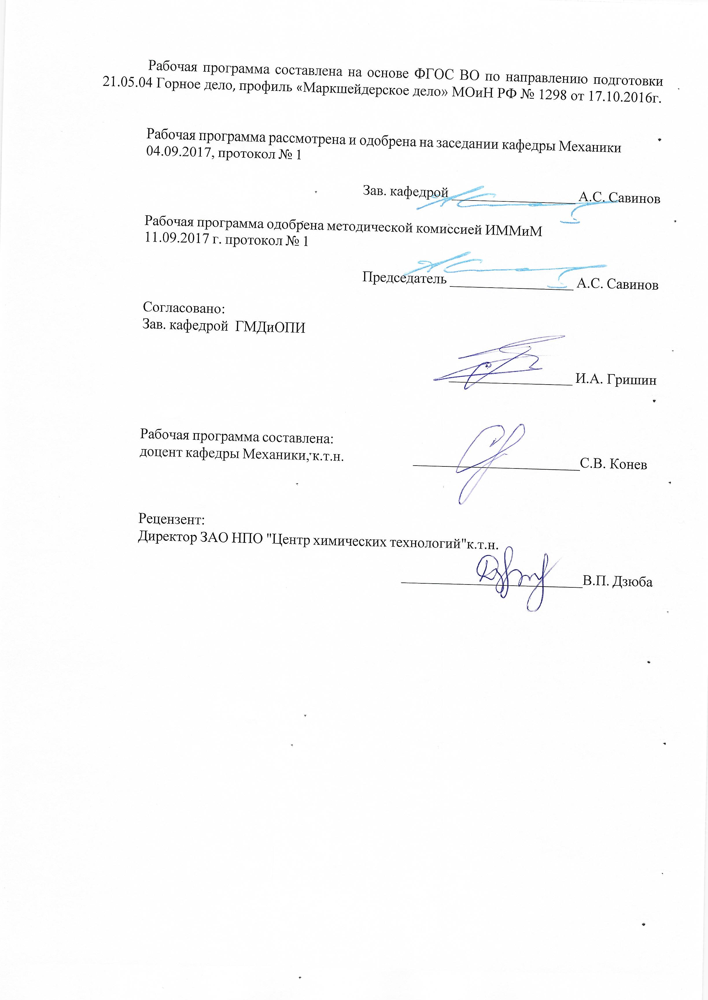 Рабочая программа составлена на основе ФГОС ВО по направлению подготовки
21.05.04 Горное дело, профиль «Маркшейдерское дело» МОиН РФ № 1298 от 17.10.2016г.
Рабочая программа рассмотрена и одобрена на заседании кафедры Механики
04.09.2017, протокол № 1
Зав. кафедрой ________________ А.С. Савинов
Рабочая программа одобрена методической комиссией ИММиМ
11.09.2017 г. протокол № 1
Председатель ________________ А.С. Савинов
Согласовано:
Зав. кафедрой ГМДиОПИ
________________ И.А. Гришин
Рабочая программа составлена:
доцент кафедры Механики, к.т.н.
______________________С.В. Конев
Рецензент:
Директор ЗАО НПО "Центр химических технологий"к.т.н.
________________________В.П. Дзюба